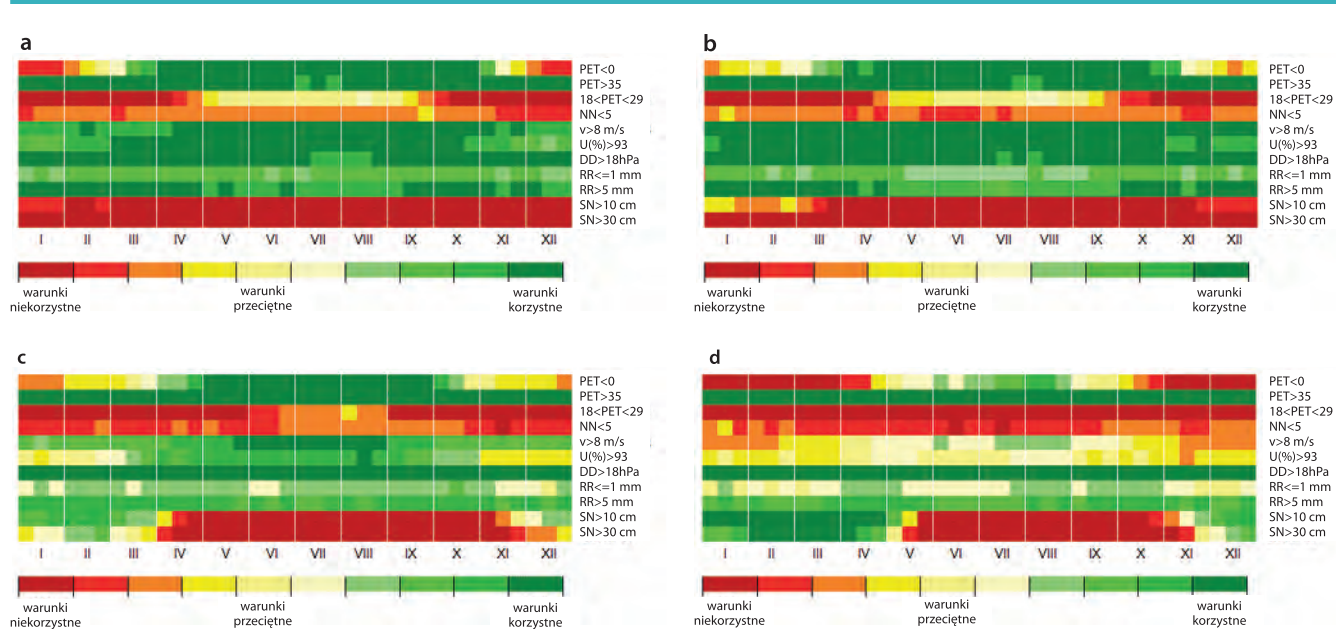 a
PET<0
PET>35
18<PET<29
NN<5
v>8 m/s
U(%)>93
DD>18hPa
RR<=1 mm
RR>5 mm
SN>10 cm
SN>30 cm
I II III IV V VI VII VIII IX X XI XII
warunki niekorzystne
warunki przeciętne
warunki korzystne
b
PET<0
PET>35
18<PET<29
NN<5
v>8 m/s
U(%)>93
DD>18hPa
RR<=1 mm
RR>5 mm
SN>10 cm
SN>30 cm
I II III IV V VI VII VIII IX X XI XII
warunki niekorzystne
warunki przeciętne
warunki korzystne
c
PET<0
PET>35
18<PET<29
NN<5
v>8 m/s
U(%)>93
DD>18hPa
RR<=1 mm
RR>5 mm
SN>10 cm
SN>30 cm
I II III IV V VI VII VIII IX X XI XII
warunki niekorzystne
warunki przeciętne
warunki korzystne
d
PET<0
PET>35
18<PET<29
NN<5
v>8 m/s
U(%)>93
DD>18hPa
RR<=1 mm
RR>5 mm
SN>10 cm
SN>30 cm
I II III IV V VI VII VIII IX X XI XII
warunki niekorzystne
warunki przeciętne
warunki korzystne